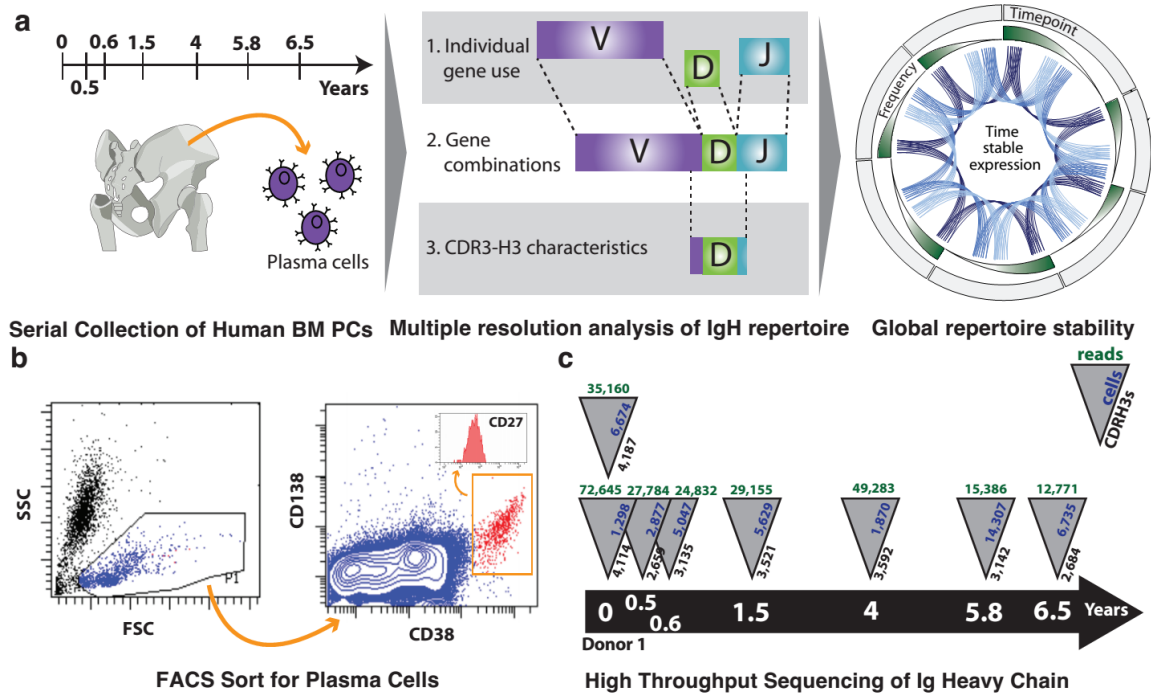 a
0 0.6 1.5 4 5.8 6.5
0.5 Years
Plasma cells
Serial Collection of Human BM PCs
1. Individual
gene use
V
D
J
2. Gene
combinations
V D J
3. CDR3-H3 characteristics
D
Multiple resolution analysis of IgH repertoire
Timepoint
Frequency
Time
stable
expression
Global repertoire stability
b
SSC
FSC
P1
CD138
CD38
CD27
FACS Sort for Plasma Cells
c
reads
cells
CDRH3s
35,160
6,674
4,187
72,645 27,784 24,832 29,155 49,283 15,386 12,771
1,298 2,877 5,047 5,629 1,870 14,307 6,735
4,114 2,659 3,135 3,521 3,592 3,142 2,684
0 0.5 0.6 1.5 4 5.8 6.5 Years
Donor 1
High Throughput Sequencing of Ig Heavy Chain